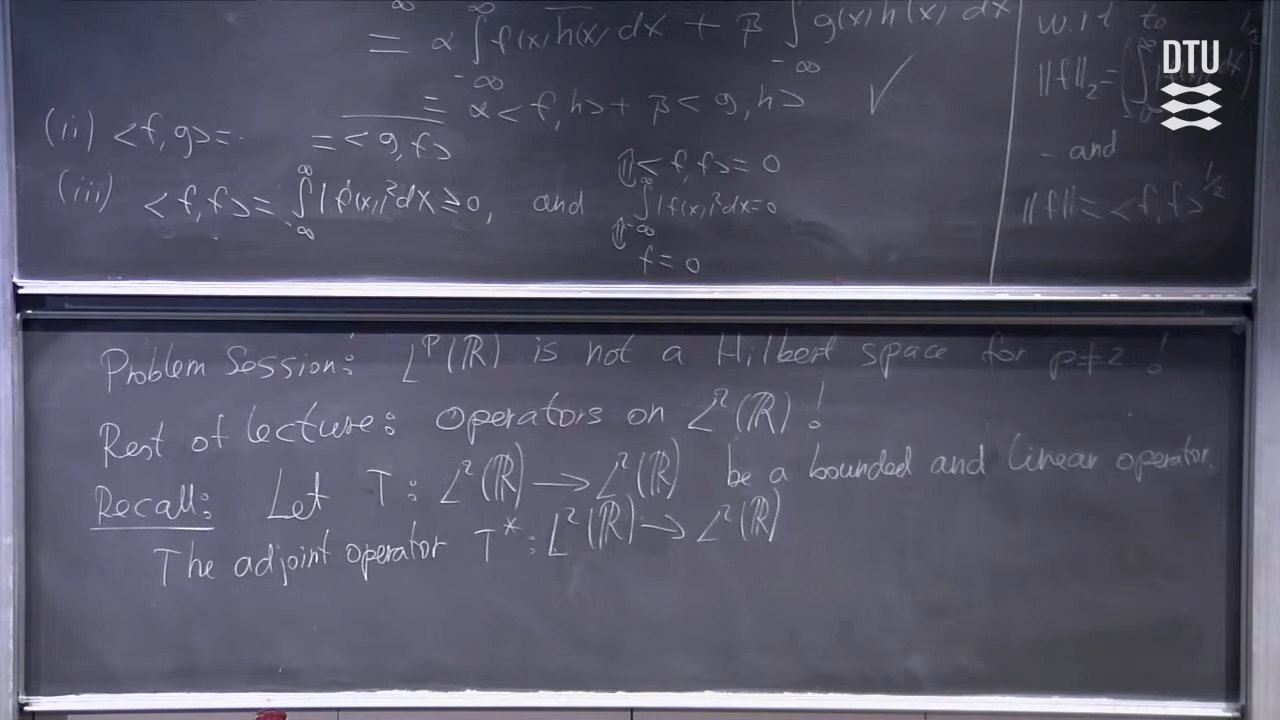 = α ∫_{-∞}^{∞} f(x) \overline{h(x)} dx + β ∫_{-∞}^{∞} g(x) h(x) dx
= α<f,h> + β<g,h> ✓
(ii) <f,g> = ·· = \overline{<g,f>}
(iii) <f,f> = ∫_{-∞}^{∞} |f(x)|² dx ≥ 0, and <f,f> = 0
⇕
∫_{-∞}^{∞} |f(x)|² dx = 0
⇕
f = 0
w.r.t to
||f||₂ = (∫
- and
||f|| = <f,f>^{1/2}
DTU
Problem Session: L^p(ℝ) is not a Hilbert space for p≠2!
Rest of lecture: Operators on L²(ℝ)!
Recall: Let T: L²(ℝ) → L²(ℝ) be a bounded and linear operator.
The adjoint operator T*: L²(ℝ) → L²(ℝ)